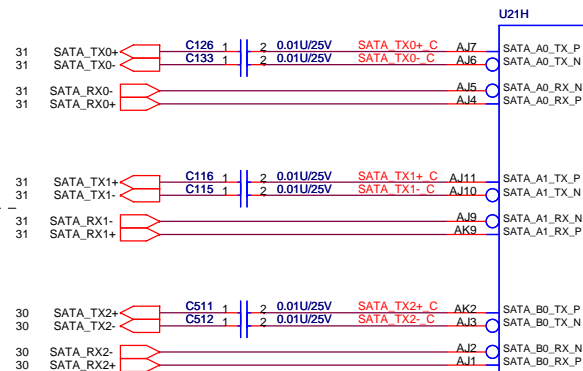 U21H
31 SATA_TX0+ C126 1 2 0.01U/25V SATA_TX0+_C AJ7 SATA_A0_TX_P
31 SATA_TX0- C133 1 2 0.01U/25V SATA_TX0-_C AJ6 SATA_A0_TX_N
31 SATA_RX0- AJ5 SATA_A0_RX_N
31 SATA_RX0+ AJ4 SATA_A0_RX_P
31 SATA_TX1+ C116 1 2 0.01U/25V SATA_TX1+_C AJ11 SATA_A1_TX_P
31 SATA_TX1- C115 1 2 0.01U/25V SATA_TX1-_C AJ10 SATA_A1_TX_N
31 SATA_RX1- AJ9 SATA_A1_RX_N
31 SATA_RX1+ AK9 SATA_A1_RX_P
30 SATA_TX2+ C511 1 2 0.01U/25V SATA_TX2+_C AK2 SATA_B0_TX_P
30 SATA_TX2- C512 1 2 0.01U/25V SATA_TX2-_C AJ3 SATA_B0_TX_N
30 SATA_RX2- AJ2 SATA_B0_RX_N
30 SATA_RX2+ AJ1 SATA_B0_RX_P